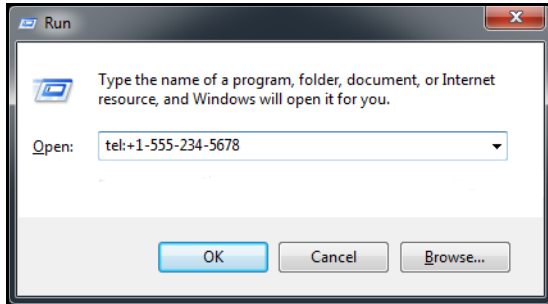 Run
Type the name of a program, folder, document, or Internet
resource, and Windows will open it for you.
Open: tel:+1-555-234-5678
OK Cancel Browse...